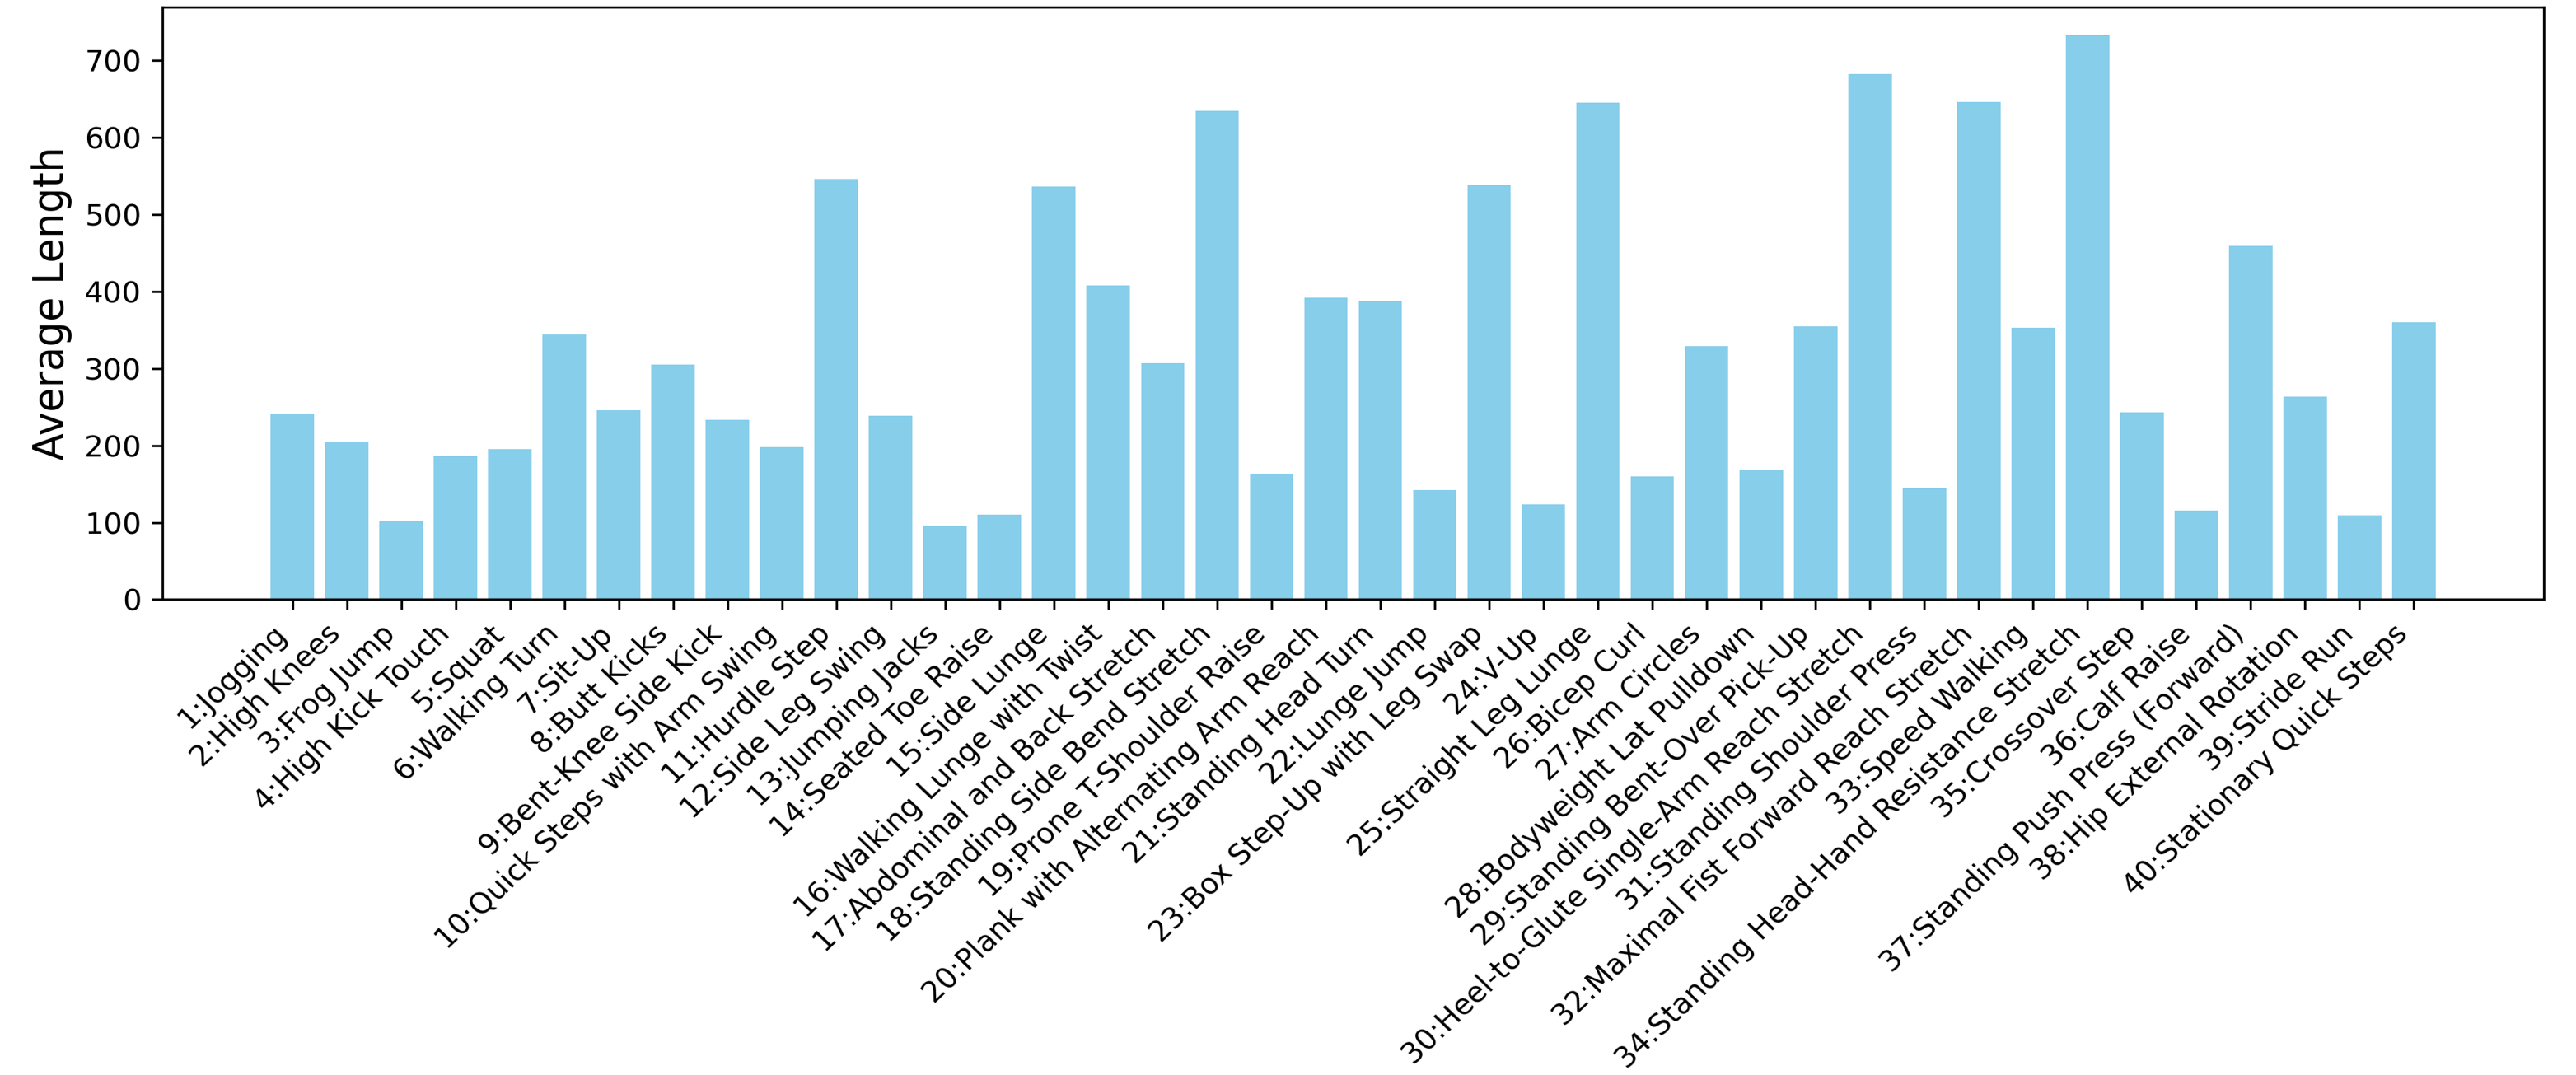 Average Length
700
600
500
400
300
200
100
0
1:Jogging
2:High Knees
3:Frog Jump
4:High Kick Touch
5:Squat
6:Walking Turn
7:Sit-Up
8:Butt Kicks
9:Bent-Knee Side Kick
10:Quick Steps with Arm Swing
11:Hurdle Step
12:Side Leg Swing
13:Jumping Jacks
14:Seated Toe Raise
15:Side Lunge
16:Walking Lunge with Twist
17:Abdominal and Back Stretch
18:Standing Side Bend Stretch
19:Prone T-Shoulder Raise
20:Plank with Alternating Arm Reach
21:Standing Head Turn
22:Lunge Jump
23:Box Step-Up with Leg Swap
24:V-Up
25:Straight Leg Lunge
26:Bicep Curl
27:Arm Circles
28:Bodyweight Lat Pulldown
29:Standing Bent-Over Pick-Up
30:Heel-to-Glute Single-Arm Reach Stretch
31:Standing Shoulder Press
32:Maximal Fist Forward Reach Stretch
33:Speed Walking
34:Standing Head-Hand Resistance Stretch
35:Crossover Step
36:Calf Raise
37:Standing Push Press (Forward)
38:Hip External Rotation
39:Stride Run
40:Stationary Quick Steps